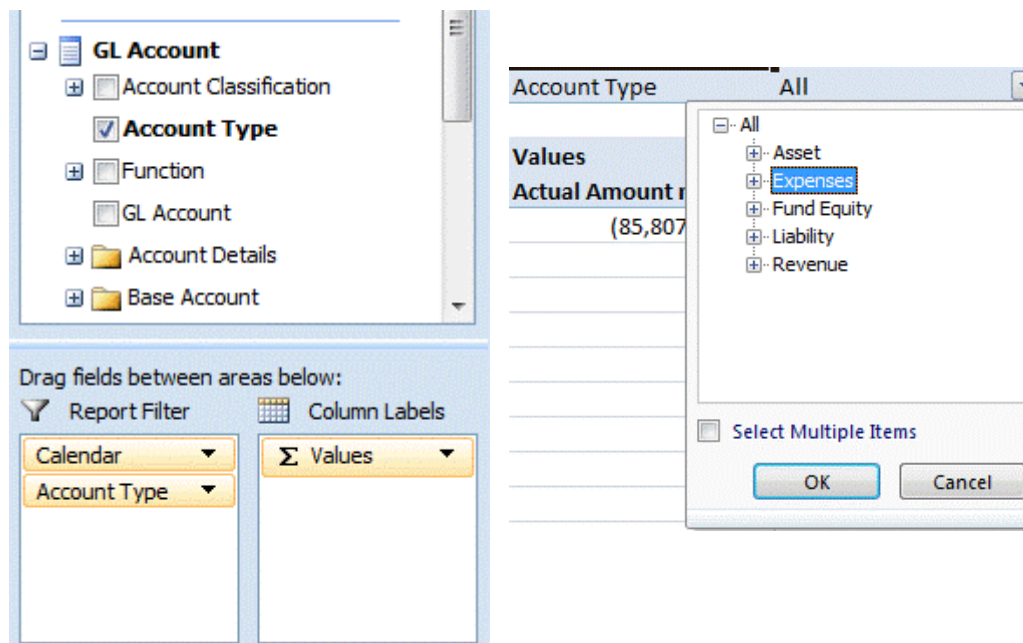 GL Account
Account Classification
Account Type
Function
GL Account
Account Details
Base Account
Drag fields between areas below:
Report Filter
Column Labels
Calendar
Account Type
Σ Values
Account Type All
Values
Actual Amount
(85,807
All
Asset
Expenses
Fund Equity
Liability
Revenue
Select Multiple Items
OK Cancel